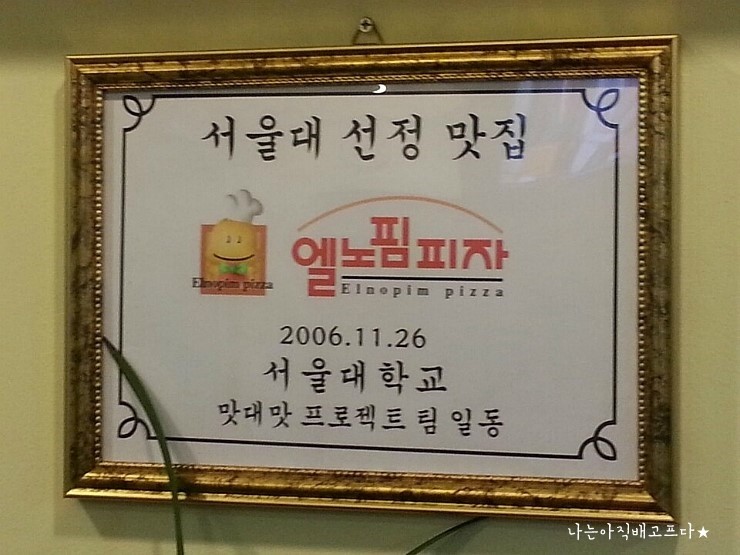 서울대 선정 맛집
Elnopim pizza
엘노핌피자
Elnopim pizza
2006.11.26
서울대학교
맛대맛 프로젝트팀 일동
나는아직배고프다★